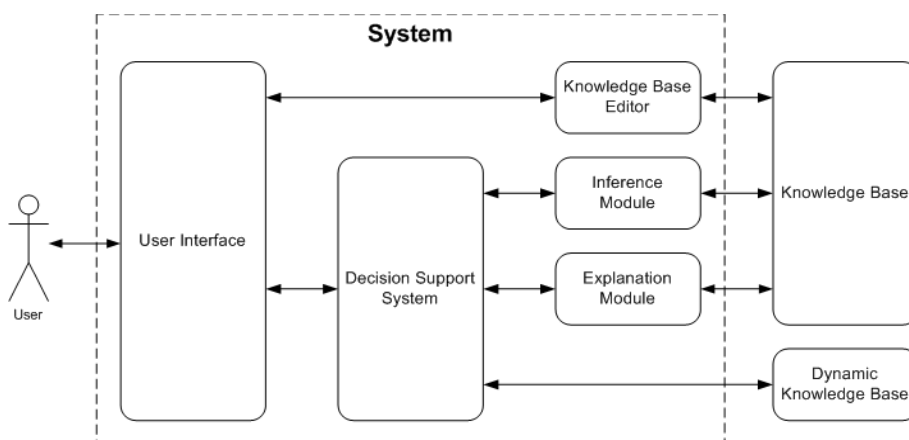 System
Knowledge Base
Editor
Inference
Module
Knowledge Base
User Interface
Decision Support
System
Explanation
Module
User
Dynamic
Knowledge Base